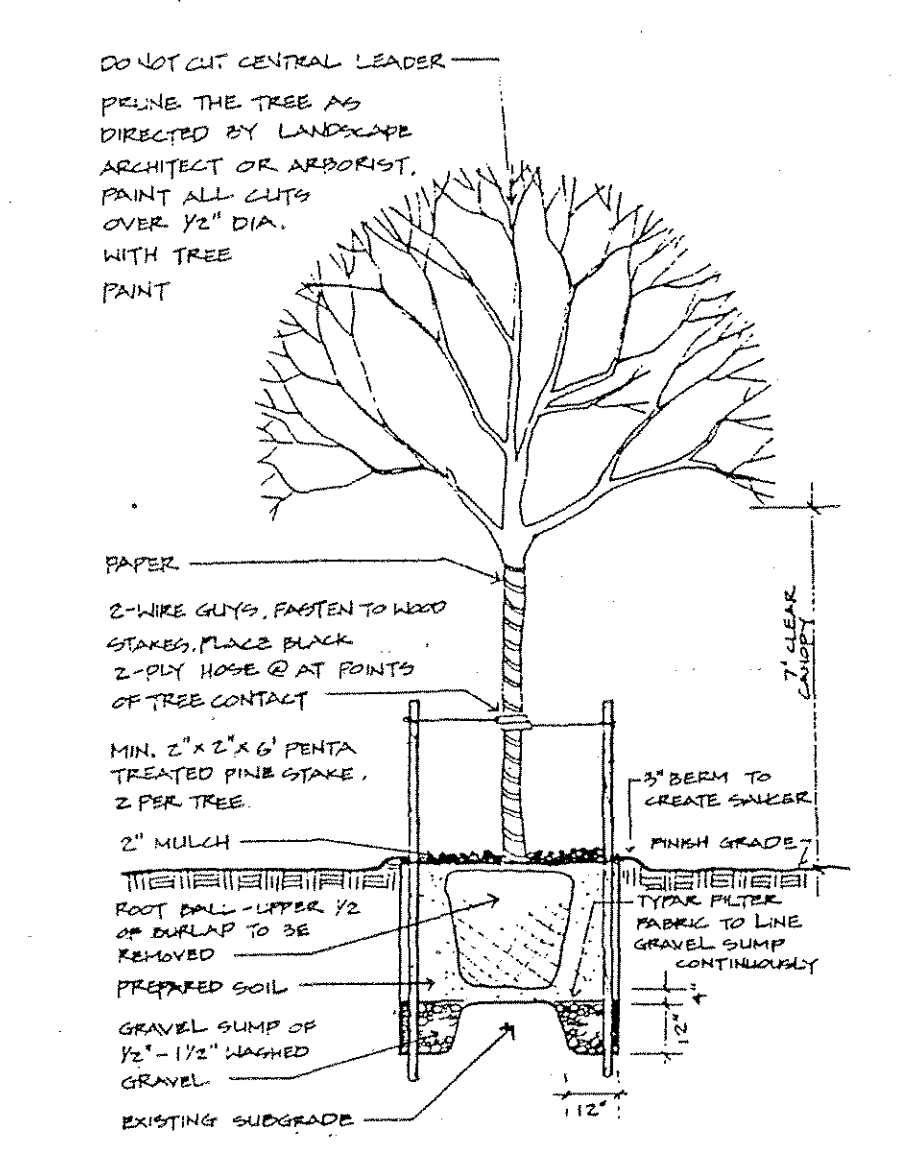 DO NOT CUT CENTRAL LEADER
PRUNE THE TREE AS
DIRECTED BY LANDSCAPE
ARCHITECT OR ARBORIST.
PAINT ALL CUTS
OVER 1/2" DIA.
WITH TREE
PAINT
PAPER
2-WIRE GUYS, FASTEN TO WOOD
STAKES, PLACE BLACK
2-PLY HOSE @ AT POINTS
OF TREE CONTACT
7' CLEAR
CANOPY
MIN. 2" x 2" x 6' PENTA
TREATED PINE STAKE,
2 PER TREE.
3" BERM TO
CREATE SAUCER
2" MULCH
FINISH GRADE
ROOT BALL - UPPER 1/2
OF BURLAP TO BE
REMOVED
TYPAR FILTER
FABRIC TO LINE
GRAVEL SUMP
CONTINUOUSLY
PREPARED SOIL
4"
12"
GRAVEL SUMP OF
1/2" - 1 1/2" WASHED
GRAVEL
12"
EXISTING SUBGRADE